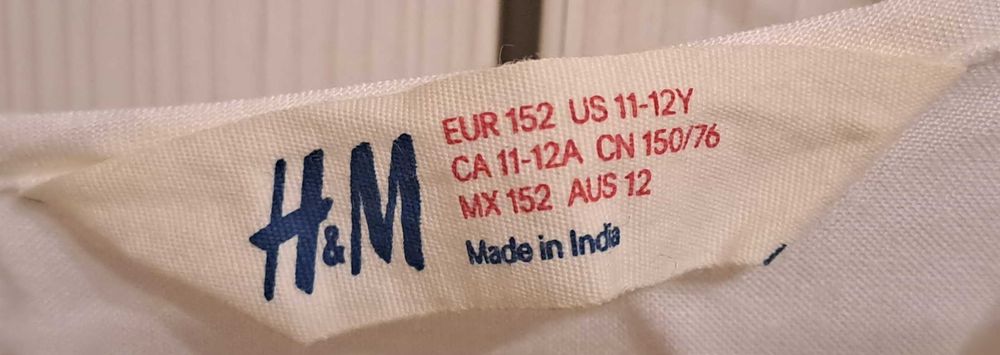 H&M
EUR 152 US 11-12Y
CA 11-12A CN 150/76
MX 152 AUS 12
Made in India